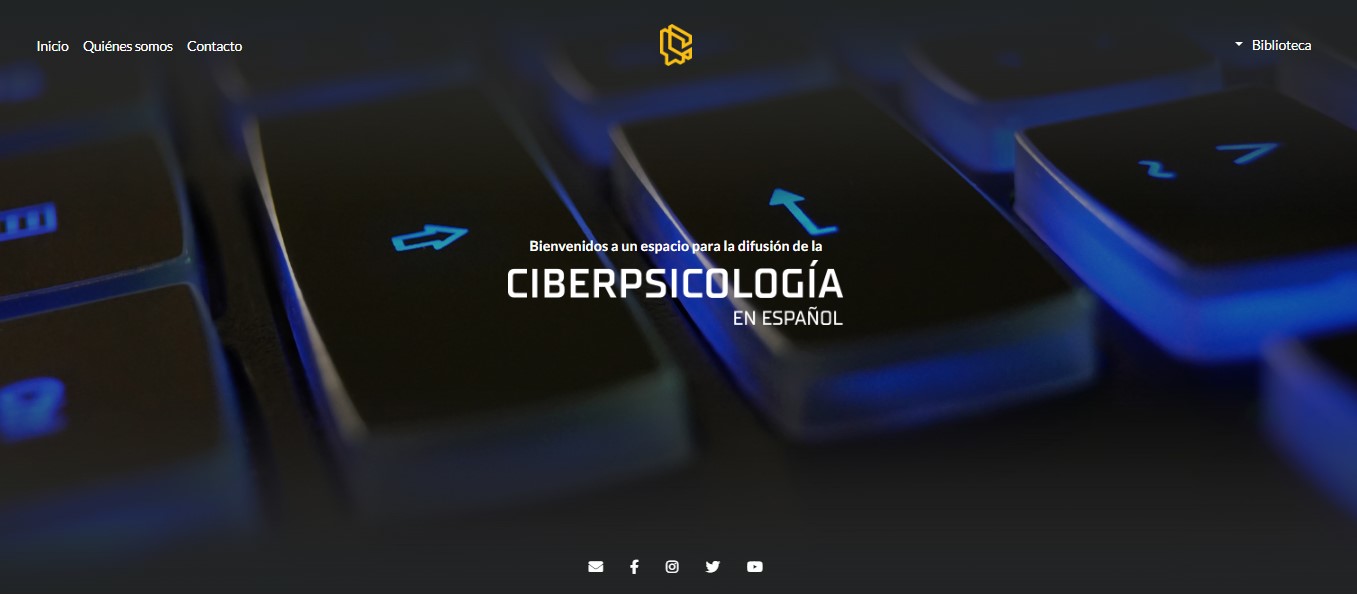 Inicio Quiénes somos Contacto
Biblioteca
Bienvenidos a un espacio para la difusión de la
CIBERPSICOLOGÍA
EN ESPAÑOL